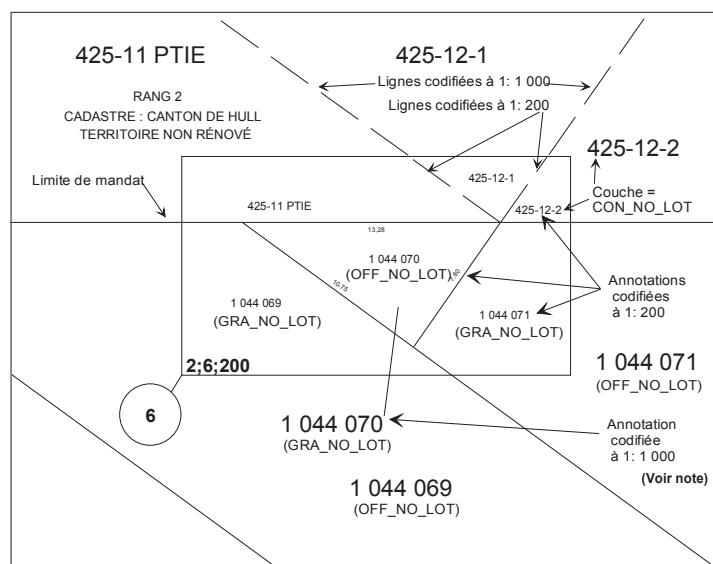 425-11 PTIE
425-12-1
Lignes codifiées à 1: 1 000
RANG 2
CADASTRE : CANTON DE HULL
TERRITOIRE NON RÉNOVÉ
Lignes codifiées à 1: 200
425-12-2
425-12-1
Limite de mandat
Couche =
CON_NO_LOT
425-11 PTIE
425-12-2
13,28
1 044 070
(OFF_NO_LOT)
10,75
7,80
1 044 069
(GRA_NO_LOT)
1 044 071
(GRA_NO_LOT)
Annotations
codifiées
à 1: 200
2;6;200
1 044 071
(OFF_NO_LOT)
6
1 044 070
(GRA_NO_LOT)
Annotation
codifiée
à 1: 1 000
(Voir note)
1 044 069
(OFF_NO_LOT)